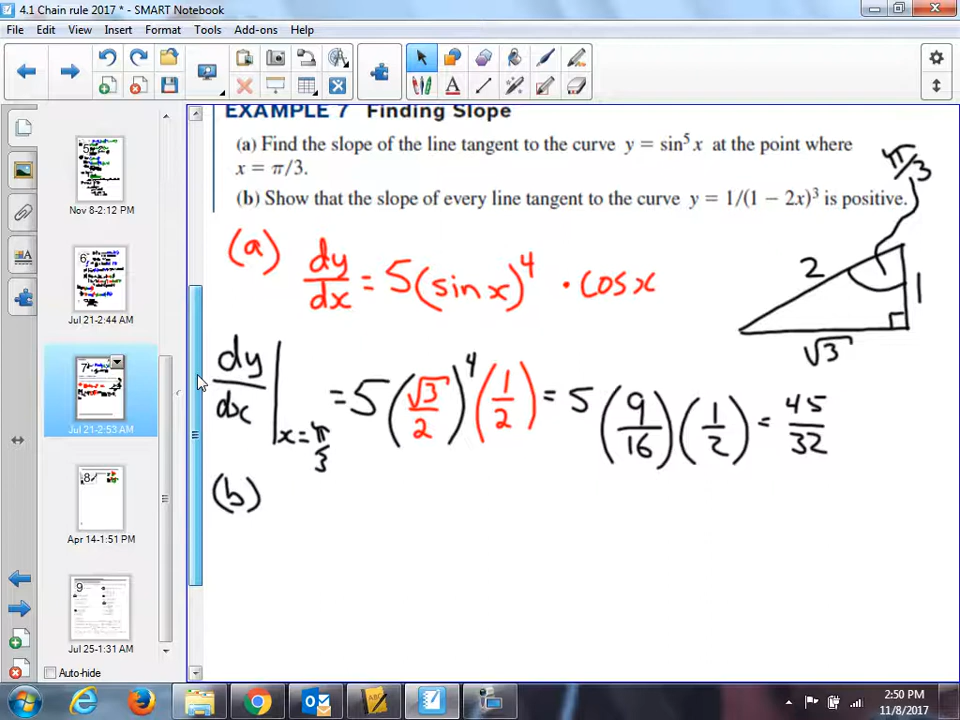 4.1 Chain rule 2017 * - SMART Notebook
File Edit View Insert Format Tools Add-ons Help
EXAMPLE 7 Finding Slope
(a) Find the slope of the line tangent to the curve y = sin⁵ x at the point where
x = π/3.
(b) Show that the slope of every line tangent to the curve y = 1/(1 − 2x)³ is positive.
π/3
2
1
√3
(a) dy/dx = 5(sin x)⁴ · cos x
dy/dx | x = π/3 = 5(√3/2)⁴(1/2) = 5(9/16)(1/2) = 45/32
(b)
5
Nov 8-2:12 PM
6
Jul 21-2:44 AM
7
Jul 21-2:53 AM
8
Apr 14-1:51 PM
9
Jul 25-1:31 AM
Auto-hide
2:50 PM
11/8/2017